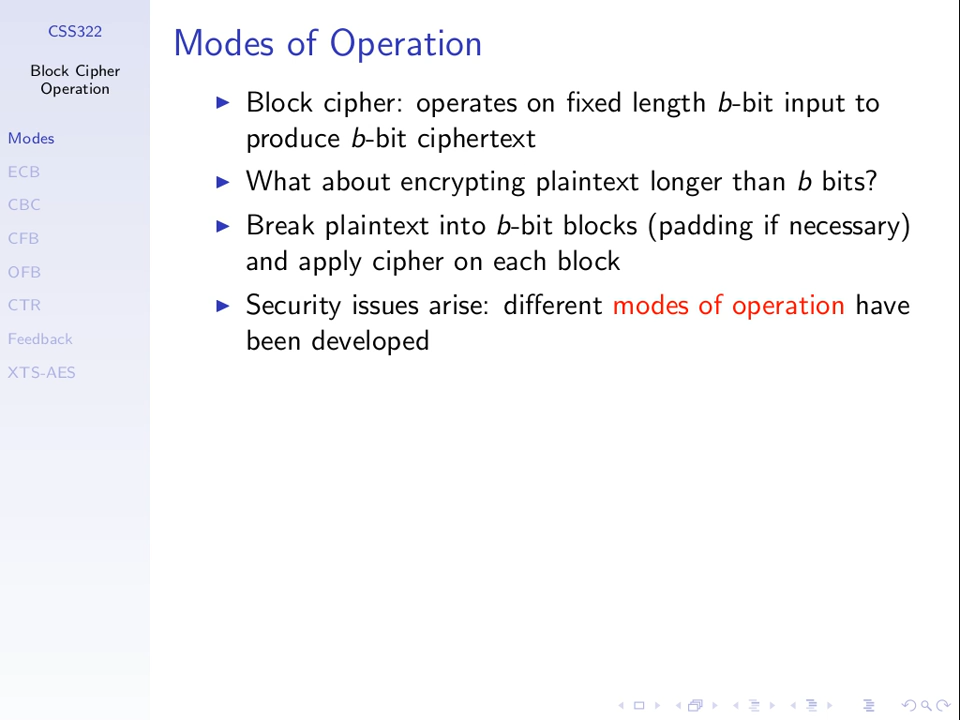 CSS322
Block Cipher
Operation
Modes
ECB
CBC
CFB
OFB
CTR
Feedback
XTS-AES
Modes of Operation
Block cipher: operates on fixed length b-bit input to
produce b-bit ciphertext
What about encrypting plaintext longer than b bits?
Break plaintext into b-bit blocks (padding if necessary)
and apply cipher on each block
Security issues arise: different modes of operation have
been developed